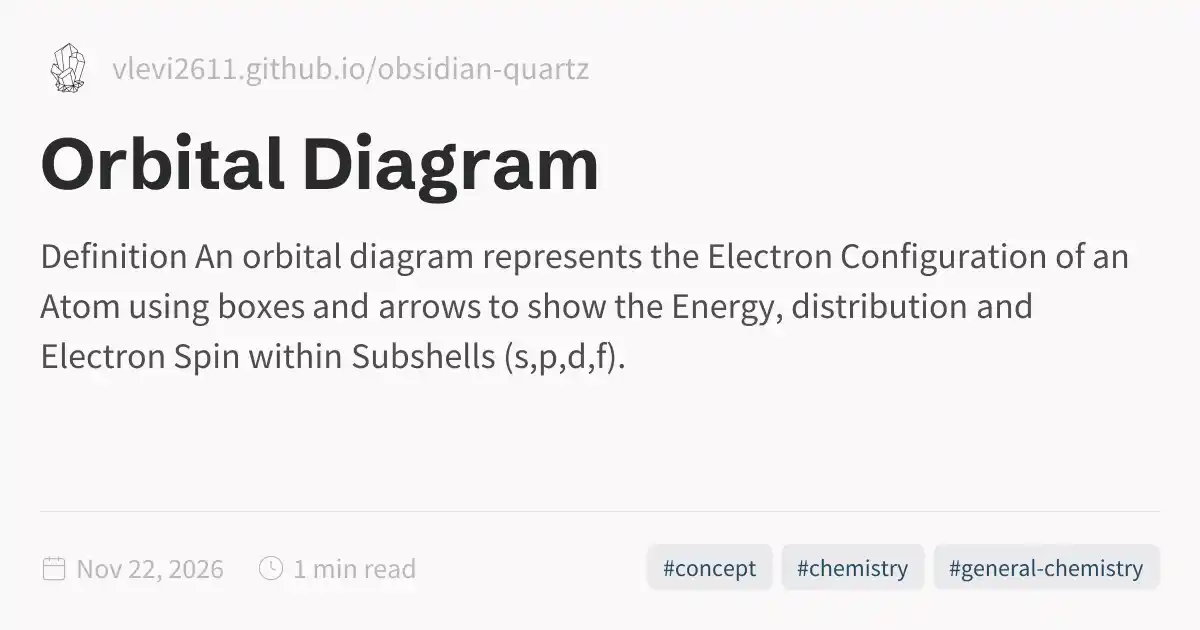 vlevi2611.github.io/obsidian-quartz
Orbital Diagram
Definition An orbital diagram represents the Electron Configuration of an
Atom using boxes and arrows to show the Energy, distribution and
Electron Spin within Subshells (s,p,d,f).
Nov 22, 2026 1 min read #concept #chemistry #general-chemistry